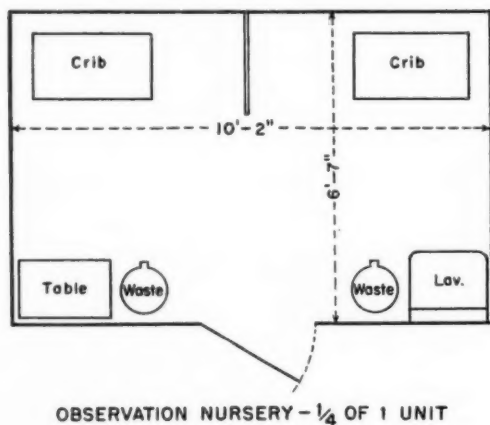 Crib
Crib
10'-2"
6'-7"
Table
Waste
Waste
Lav.
OBSERVATION NURSERY - 1/4 OF 1 UNIT